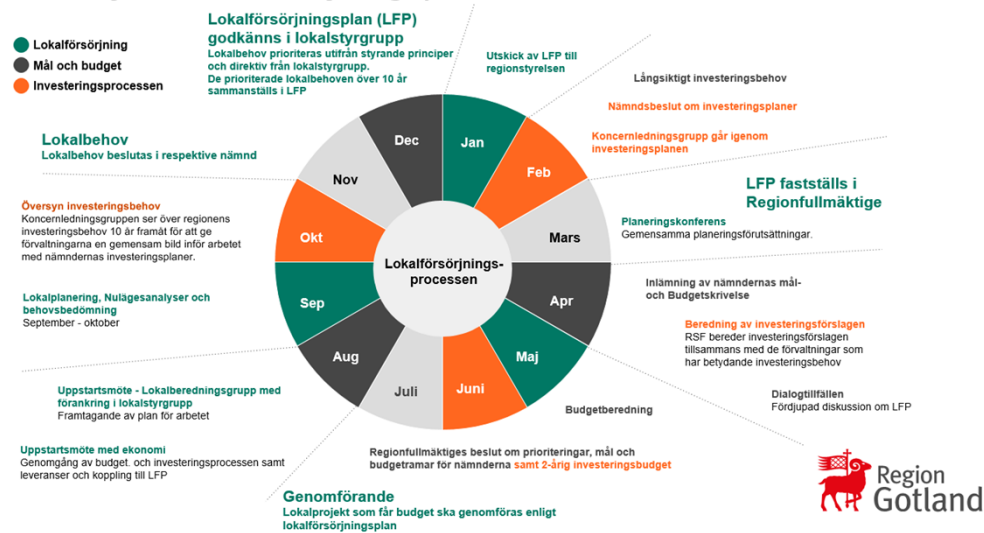 Lokalförsörjningsplan (LFP)
godkänns i lokalstyrgrupp
Lokalbehov prioriteras utifrån styrande principer
och direktiv från lokalstyrgrupp.
De prioriterade lokalbehoven över 10 år
sammanställs i LFP
Lokalförsörjning
Mål och budget
Investeringsprocessen
Utskick av LFP till
regionstyrelsen
Långsiktigt investeringsbehov
Nämndsbeslut om investeringsplaner
Koncernledningsgrupp går igenom
investeringsplanen
LFP fastställs i
Regionfullmäktige
Planeringskonferens
Gemensamma planeringsförutsättningar.
Inlämning av nämndernas mål-
och Budgetskrivelse
Beredning av investeringsförslagen
RSF bereder investeringsförslagen
tillsammans med de förvaltningar som
har betydande investeringsbehov
Dialogtillfällen
Fördjupad diskussion om LFP
Budgetberedning
Regionfullmäktiges beslut om prioriteringar, mål och
budgetramar för nämnderna samt 2-årig investeringsbudget
Genomförande
Lokalprojekt som får budget ska genomföras enligt
lokalförsörjningsplan
Uppstartsmöte med ekonomi
Genomgång av budget. och investeringsprocessen samt
leveranser och koppling till LFP
Uppstartsmöte - Lokalberedningsgrupp med
förankring i lokalstyrgrupp
Framtagande av plan för arbetet
Lokalplanering, Nulägesanalyser och
behovsbedömning
September - oktober
Översyn investeringsbehov
Koncernledningsgruppen ser över regionens
investeringsbehov 10 år framåt för att ge
förvaltningarna en gemensam bild inför arbetet
med nämndernas investeringsplaner.
Lokalbehov
Lokalbehov beslutas i respektive nämnd
Jan
Feb
Mars
Apr
Maj
Juni
Juli
Aug
Sep
Okt
Nov
Dec
Lokalförsörjnings-
processen
Region
Gotland